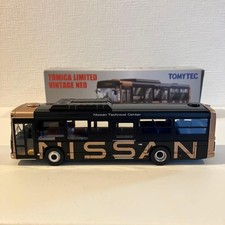 TOMICA LIMITED
VINTAGE NEO
TOMYTEC
Nissan Technical Center
NISSAN